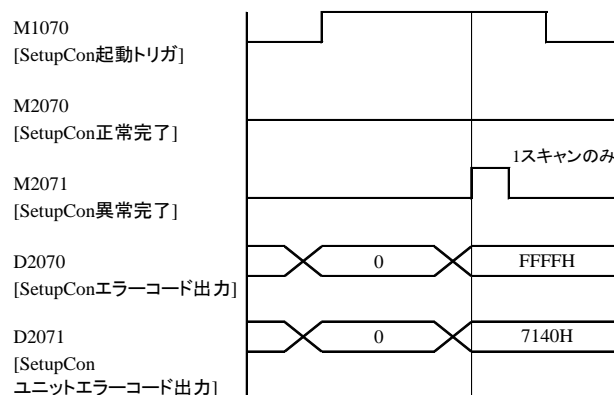 M1070
[SetupCon起動トリガ]
M2070
[SetupCon正常完了]
1スキャンのみ
M2071
[SetupCon異常完了]
D2070
0
FFFFH
[SetupConエラーコード出力]
D2071
0
7140H
[SetupCon
ユニットエラーコード出力]